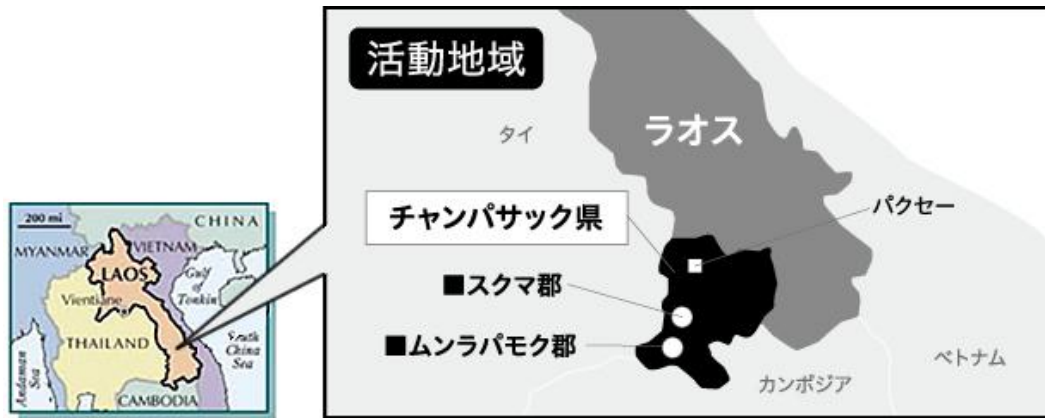 活動地域
タイ
ラオス
チャンパサック県
パクセー
■スクマ郡
■ムンラパモク郡
カンボジア
ベトナム
200 mi
CHINA
MYANMAR
VIETNAM
LAOS
Gulf
of
Tonkin
Vientiane
THAILAND
South
China
Sea
Andaman
Sea
CAMBODIA